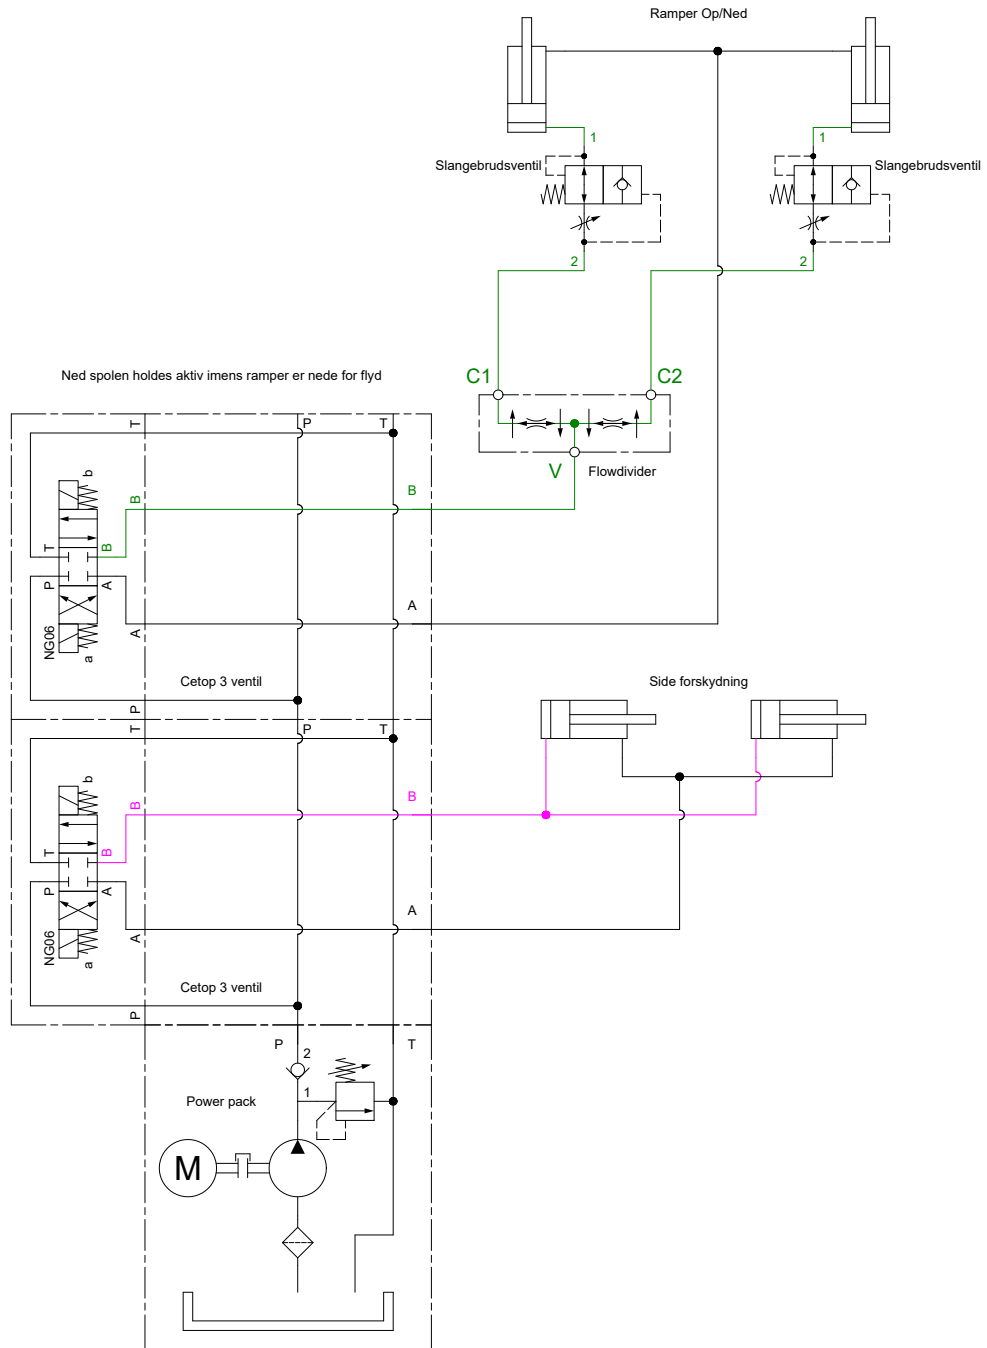 Ramper Op/Ned
1
1
Slangebrudsventil
Slangebrudsventil
2
2
Ned spolen holdes aktiv imens ramper er nede for flyd
C1
C2
V
Flowdivider
T
P
T
b
B
B
T
B
P
A
A
NG06
a
A
Cetop 3 ventil
P
Side forskydning
T
P
T
b
B
B
T
B
P
A
A
NG06
a
A
Cetop 3 ventil
P
P
T
2
1
Power pack
M